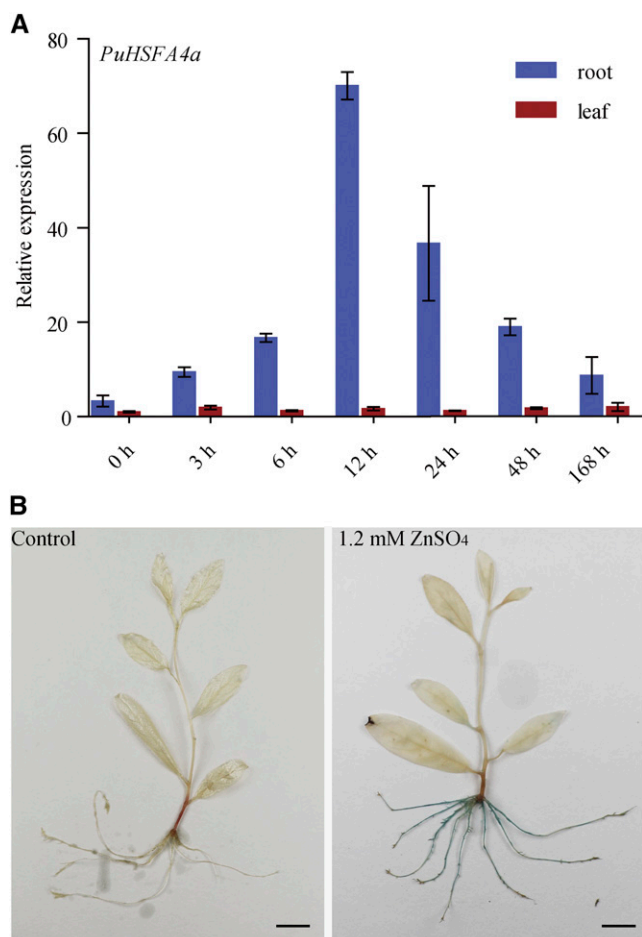 A
PuHSFA4a
root
leaf
Relative expression
80
60
40
20
0
0 h
3 h
6 h
12 h
24 h
48 h
168 h
B
Control
1.2 mM ZnSO₄